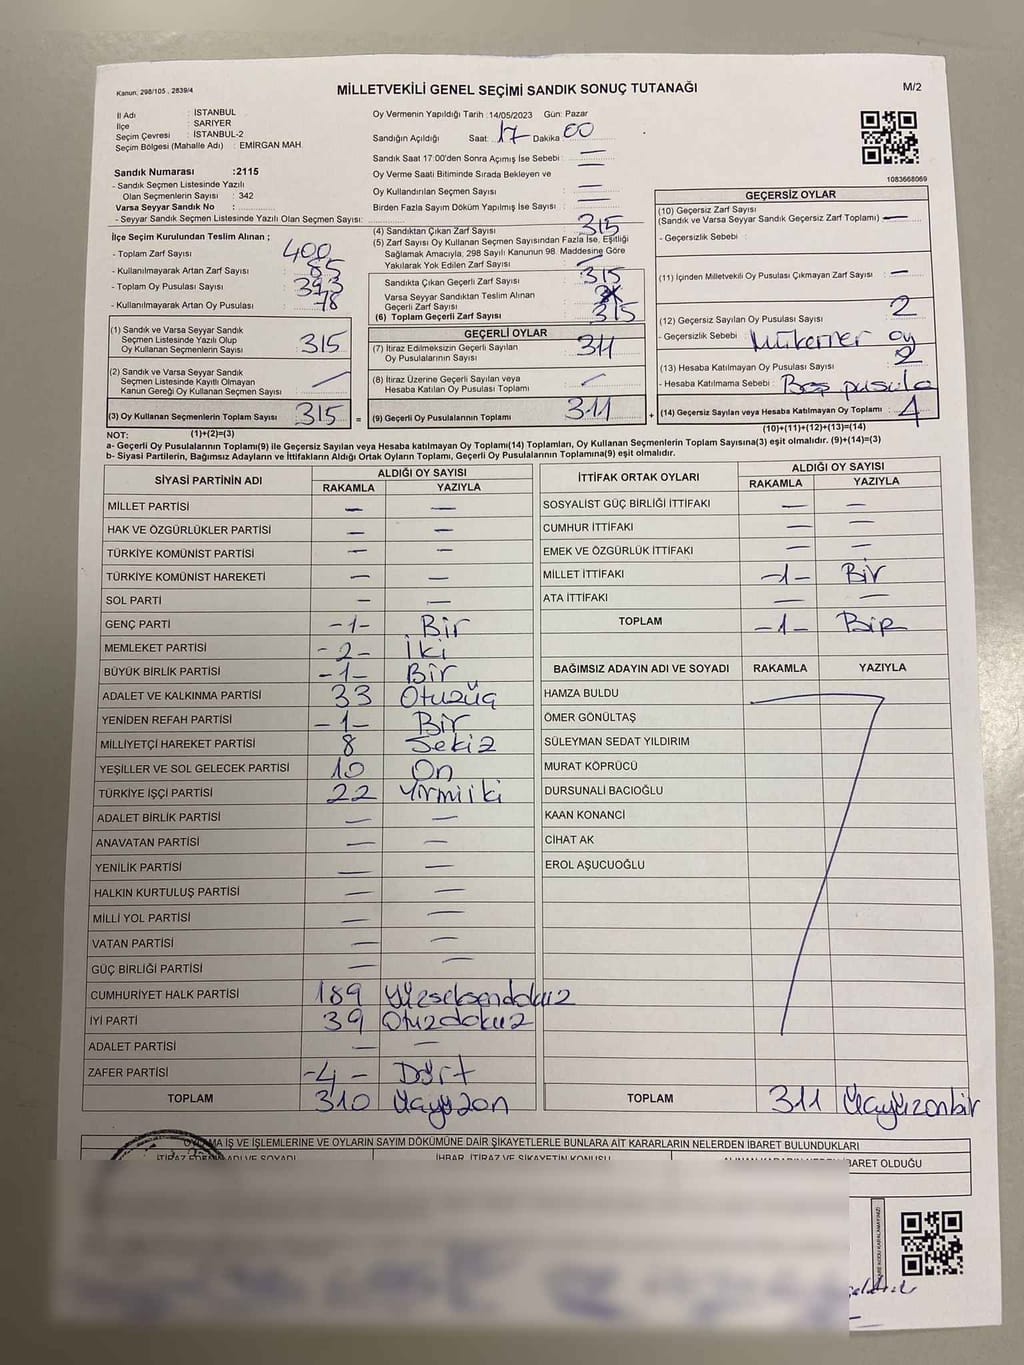 Kanun, 298/105 , 2839/4
MİLLETVEKİLİ GENEL SEÇİMİ SANDIK SONUÇ TUTANAĞI
M/2
İl Adı : İSTANBUL
İlçe : SARIYER
Seçim Çevresi : İSTANBUL-2
Seçim Bölgesi (Mahalle Adı) : EMİRGAN MAH.
Sandık Numarası :2115
- Sandık Seçmen Listesinde Yazılı
Olan Seçmenlerin Sayısı : 342
Varsa Seyyar Sandık No :
- Seyyar Sandık Seçmen Listesinde Yazılı Olan Seçmen Sayısı:
Oy Vermenin Yapıldığı Tarih :14/05/2023 Gün: Pazar
Sandığın Açıldığı Saat: 17 Dakika 00
Sandık Saat 17:00'den Sonra Açımış İse Sebebi : —
Oy Verme Saati Bitiminde Sırada Bekleyen ve
Oy Kullandırılan Seçmen Sayısı : —
Birden Fazla Sayım Döküm Yapılmış İse Sayısı : —
1083668069
İlçe Seçim Kurulundan Teslim Alınan ;
- Toplam Zarf Sayısı : 400
- Kullanılmayarak Artan Zarf Sayısı : 85
- Toplam Oy Pusulası Sayısı : 393
- Kullanılmayarak Artan Oy Pusulası : 78
(4) Sandıktan Çıkan Zarf Sayısı : 315
(5) Zarf Sayısı Oy Kullanan Seçmen Sayısından Fazla İse, Eşitliği
Sağlamak Amacıyla, 298 Sayılı Kanunun 98. Maddesine Göre
Yakılarak Yok Edilen Zarf Sayısı : —
Sandıkta Çıkan Geçerli Zarf Sayısı : 315
Varsa Seyyar Sandıktan Teslim Alınan
Geçerli Zarf Sayısı :
(6) Toplam Geçerli Zarf Sayısı : 315
GEÇERSİZ OYLAR
(10) Geçersiz Zarf Sayısı
(Sandık ve Varsa Seyyar Sandık Geçersiz Zarf Toplamı) : —
- Geçersizlik Sebebi :
(11) İçinden Milletvekili Oy Pusulası Çıkmayan Zarf Sayısı : —
(12) Geçersiz Sayılan Oy Pusulası Sayısı : 2
- Geçersizlik Sebebi : Mükerrer oy
(13) Hesaba Katılmayan Oy Pusulası Sayısı : 2
- Hesaba Katılmama Sebebi : Boş pusula
(14) Geçersiz Sayılan veya Hesaba Katılmayan Oy Toplamı : 4
(10)+(11)+(12)+(13)=(14)
(1) Sandık ve Varsa Seyyar Sandık
Seçmen Listesinde Yazılı Olup
Oy Kullanan Seçmenlerin Sayısı : 315
(2) Sandık ve Varsa Seyyar Sandık
Seçmen Listesinde Kayıtlı Olmayan
Kanun Gereği Oy Kullanan Seçmen Sayısı : —
(3) Oy Kullanan Seçmenlerin Toplam Sayısı : 315 =
(1)+(2)=(3)
GEÇERLİ OYLAR
(7) İtiraz Edilmeksizin Geçerli Sayılan
Oy Pusulalarının Sayısı : 311
(8) İtiraz Üzerine Geçerli Sayılan veya
Hesaba Katılan Oy Pusulası Toplamı : —
(9) Geçerli Oy Pusulalarının Toplamı : 311 +
NOT:
a- Geçerli Oy Pusulalarının Toplamı(9) ile Geçersiz Sayılan veya Hesaba katılmayan Oy Toplamı(14) Toplamları, Oy Kullanan Seçmenlerin Toplam Sayısına(3) eşit olmalıdır. (9)+(14)=(3)
b- Siyasi Partilerin, Bağımsız Adayların ve İttifakların Aldığı Ortak Oyların Toplamı, Geçerli Oy Pusulalarının Toplamına(9) eşit olmalıdır.
SİYASİ PARTİNİN ADI ALDIĞI OY SAYISI
RAKAMLA YAZIYLA
MİLLET PARTİSİ — —
HAK VE ÖZGÜRLÜKLER PARTİSİ — —
TÜRKİYE KOMÜNİST PARTİSİ — —
TÜRKİYE KOMÜNİST HAREKETİ — —
SOL PARTİ — —
GENÇ PARTİ -1- Bir
MEMLEKET PARTİSİ -2- İki
BÜYÜK BİRLİK PARTİSİ -1- Bir
ADALET VE KALKINMA PARTİSİ 33 Otuzüç
YENİDEN REFAH PARTİSİ -1- Bir
MİLLİYETÇİ HAREKET PARTİSİ 8 Sekiz
YEŞİLLER VE SOL GELECEK PARTİSİ 10 On
TÜRKİYE İŞÇİ PARTİSİ 22 Yirmiiki
ADALET BİRLİK PARTİSİ — —
ANAVATAN PARTİSİ — —
YENİLİK PARTİSİ — —
HALKIN KURTULUŞ PARTİSİ — —
MİLLİ YOL PARTİSİ — —
VATAN PARTİSİ — —
GÜÇ BİRLİĞİ PARTİSİ — —
CUMHURİYET HALK PARTİSİ 189 Yüzseksendokuz
İYİ PARTİ 39 Otuzdokuz
ADALET PARTİSİ — —
ZAFER PARTİSİ -4- Dört
TOPLAM 310 Üçyüzon
İTTİFAK ORTAK OYLARI ALDIĞI OY SAYISI
RAKAMLA YAZIYLA
SOSYALİST GÜÇ BİRLİĞİ İTTİFAKI — —
CUMHUR İTTİFAKI — —
EMEK VE ÖZGÜRLÜK İTTİFAKI — —
MİLLET İTTİFAKI -1- Bir
ATA İTTİFAKI — —
TOPLAM -1- Bir
BAĞIMSIZ ADAYIN ADI VE SOYADI RAKAMLA YAZIYLA
HAMZA BULDU
ÖMER GÖNÜLTAŞ
SÜLEYMAN SEDAT YILDIRIM
MURAT KÖPRÜCÜ
DURSUNALİ BACIOĞLU
KAAN KONANCİ
CİHAT AK
EROL AŞUCUOĞLU
TOPLAM 311 Üçyüzonbir
İŞ VE İŞLEMLERİNE VE OYLARIN SAYIM DÖKÜMÜNE DAİR ŞİKAYETLERLE BUNLARA AİT KARARLARIN NELERDEN İBARET BULUNDUKLARI
İTİRAZ EDENİN ADI VE SOYADI İHBAR, İTİRAZ VE ŞİKAYETİN KONUSU ALINAN KARARIN NEDEN İBARET OLDUĞU